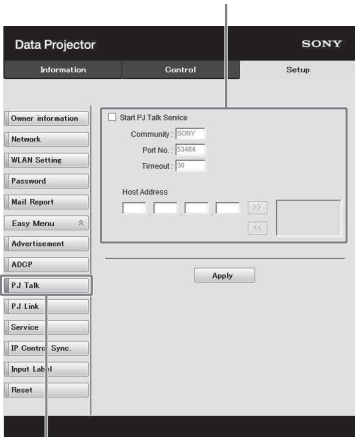 Data Projector
SONY
Information Control Setup
Owner information
Network
WLAN Setting
Password
Mail Report
Easy Menu
Advertisement
ADCP
PJ Talk
PJ Link
Service
IP Control Sync.
Input Label
Reset
Start PJ Talk Service
Community: SONY
Port No.: 53484
Timeout: 30
Host Address
. . . >>
<<
Apply